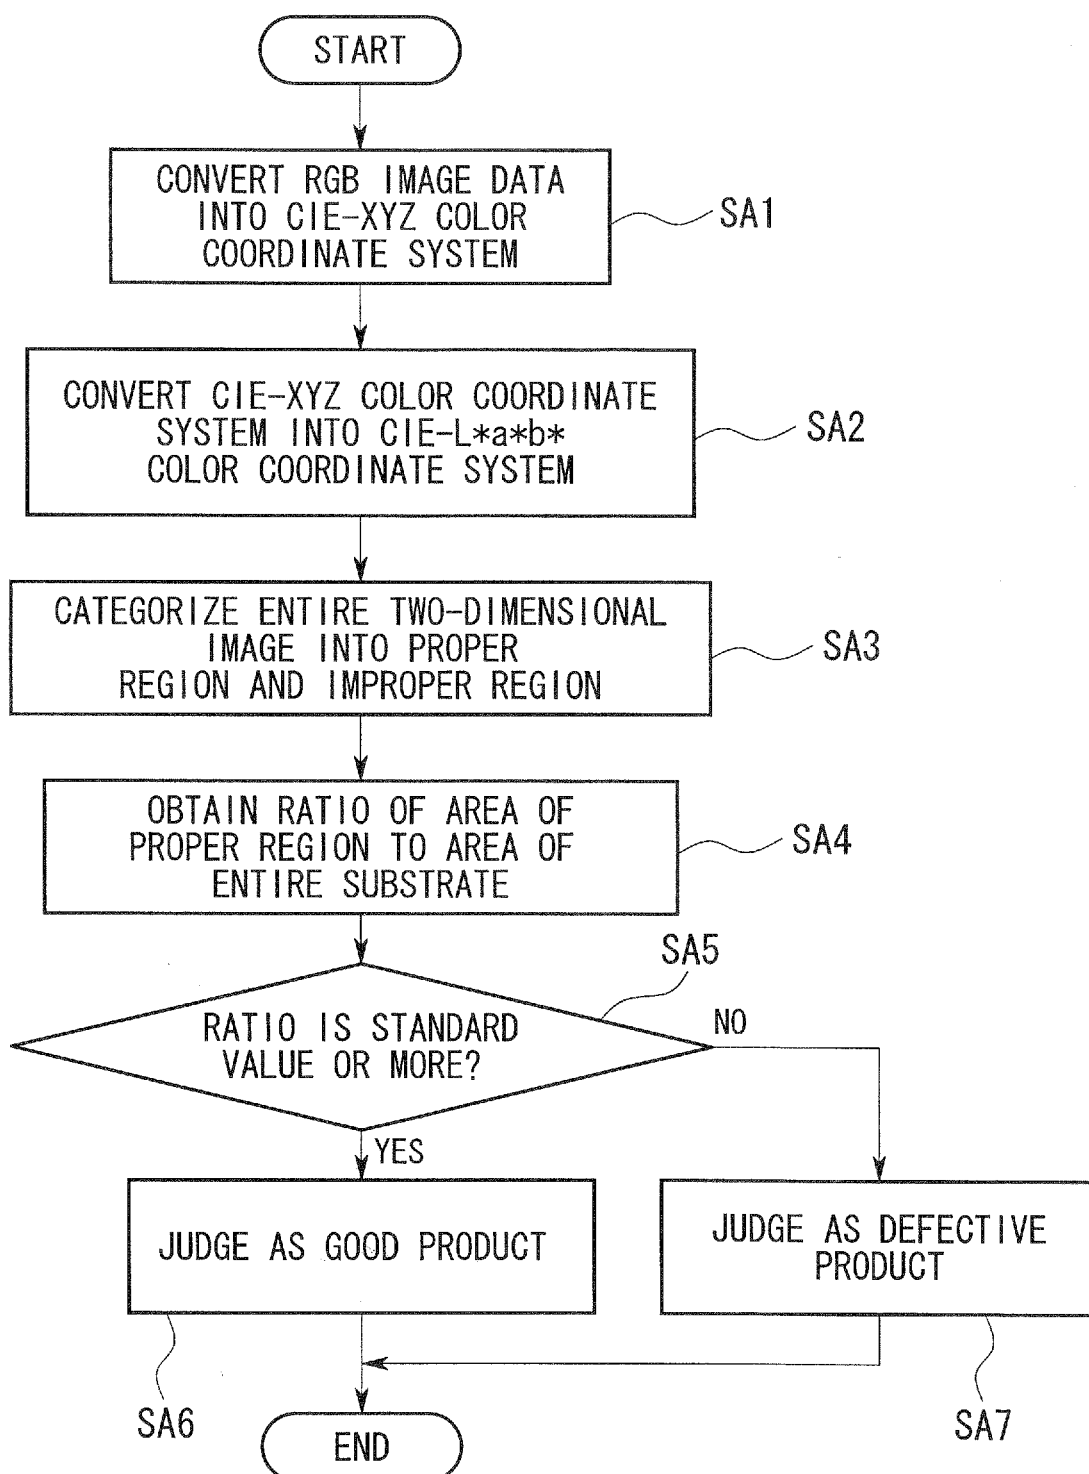 START
CONVERT RGB IMAGE DATA
INTO CIE-XYZ COLOR
COORDINATE SYSTEM
SA1
CONVERT CIE-XYZ COLOR COORDINATE
SYSTEM INTO CIE-L*a*b*
COLOR COORDINATE SYSTEM
SA2
CATEGORIZE ENTIRE TWO-DIMENSIONAL
IMAGE INTO PROPER
REGION AND IMPROPER REGION
SA3
OBTAIN RATIO OF AREA OF
PROPER REGION TO AREA OF
ENTIRE SUBSTRATE
SA4
SA5
RATIO IS STANDARD
VALUE OR MORE?
NO
YES
JUDGE AS GOOD PRODUCT
JUDGE AS DEFECTIVE
PRODUCT
SA6
SA7
END